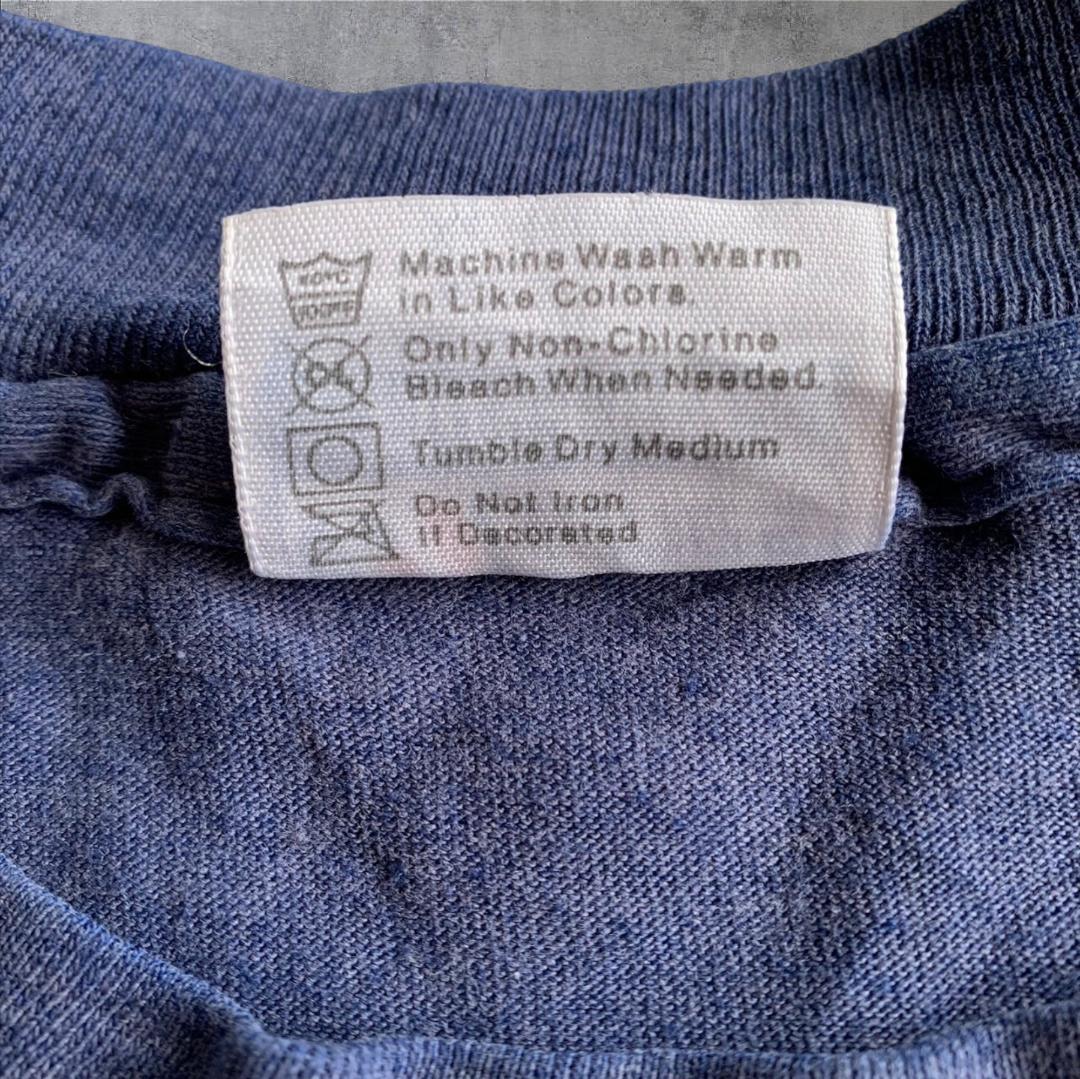 Machine Wash Warm
in Like Colors.
Only Non-Chlorine
Bleach When Needed.
Tumble Dry Medium
Do Not Iron
If Decorated